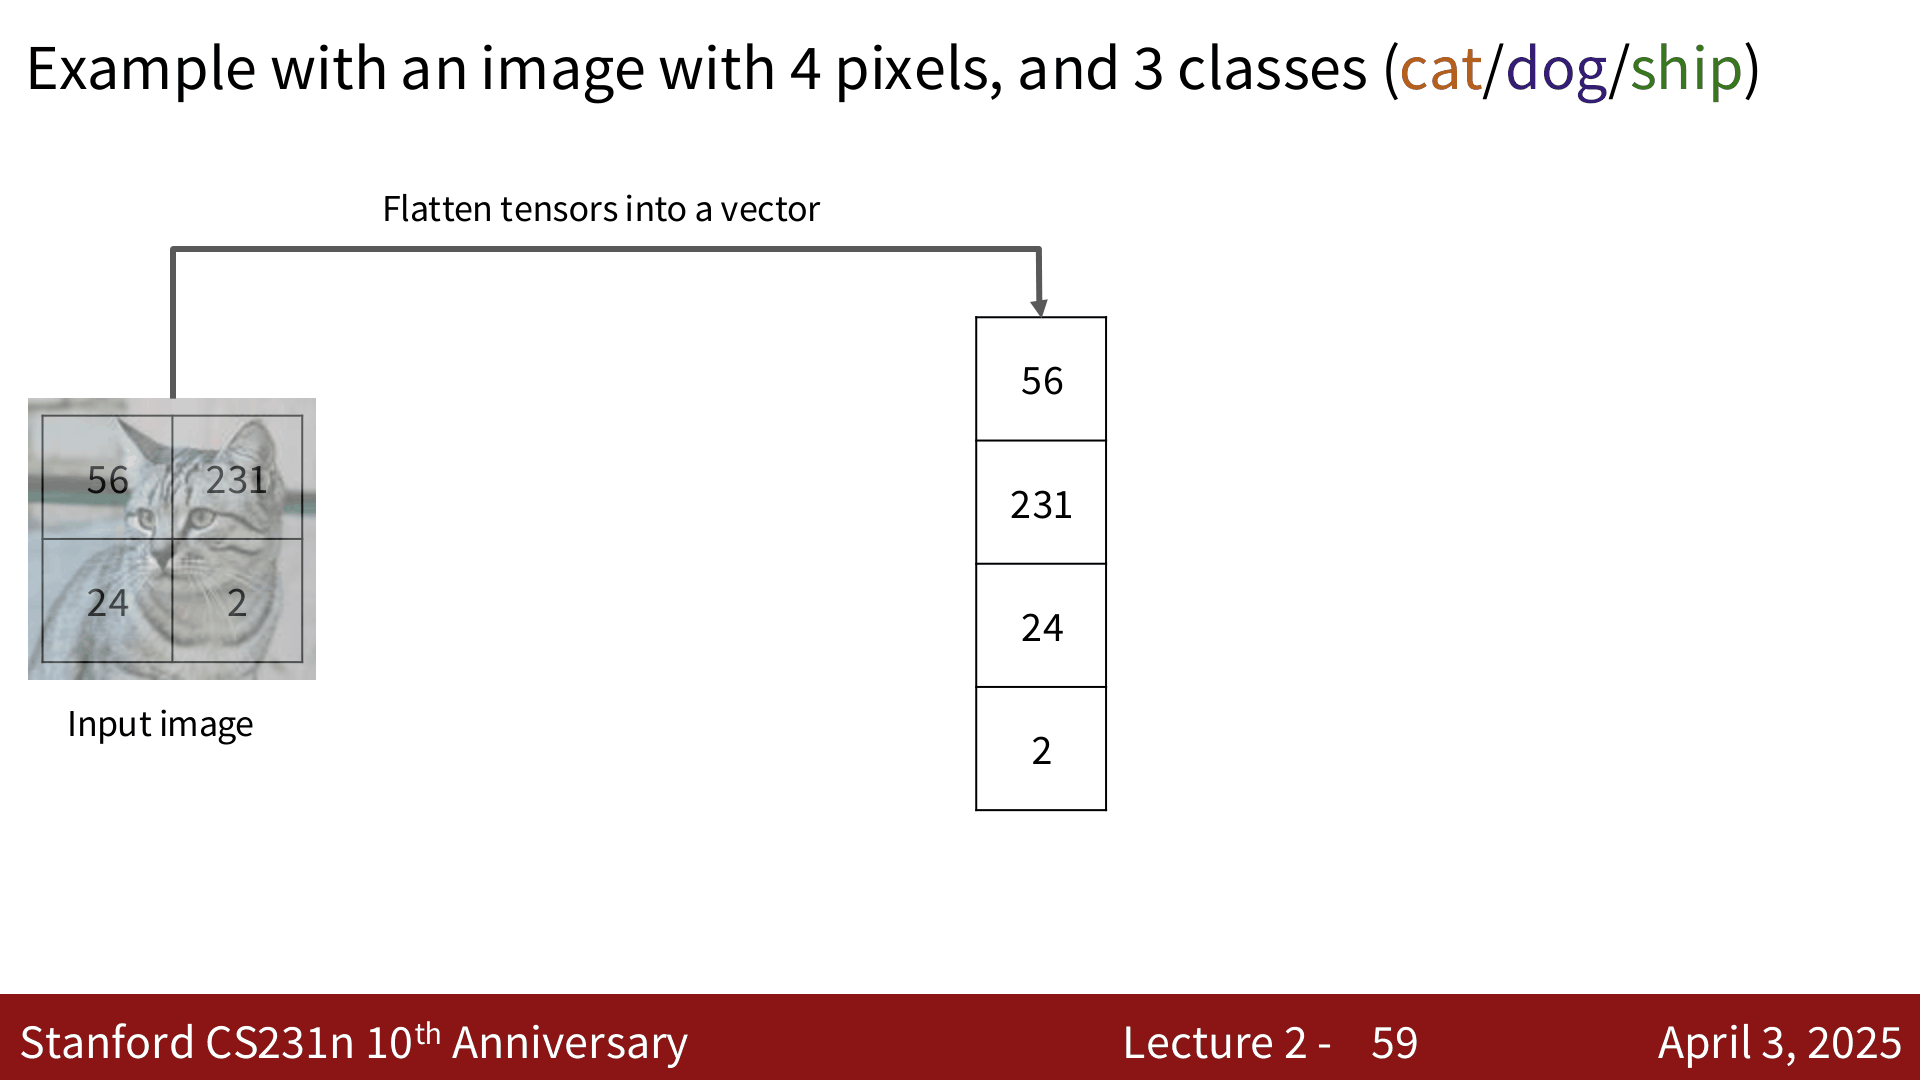 Example with an image with 4 pixels, and 3 classes (cat/dog/ship)
Flatten tensors into a vector
56 231
24 2
Input image
56
231
24
2
Stanford CS231n 10th Anniversary Lecture 2 - 59 April 3, 2025